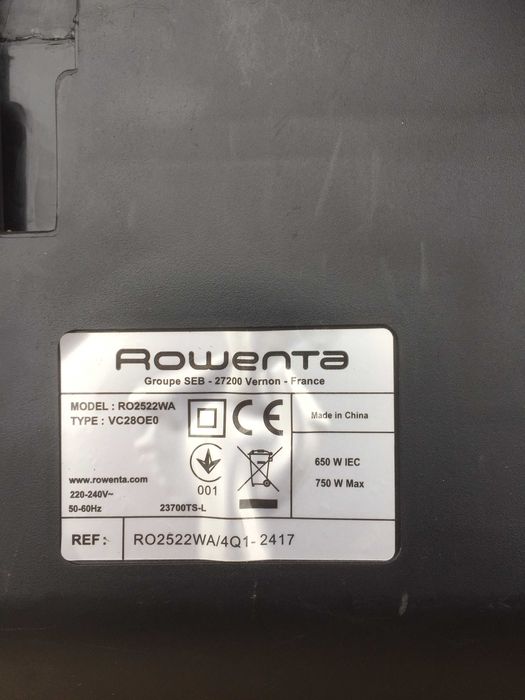 Rowenta
Groupe SEB - 27200 Vernon - France
MODEL : RO2522WA
TYPE : VC28OE0
CE
Made in China
001
650 W IEC
750 W Max
www.rowenta.com
220-240V~
50-60Hz
23700TS-L
REF: RO2522WA/4Q1-2417